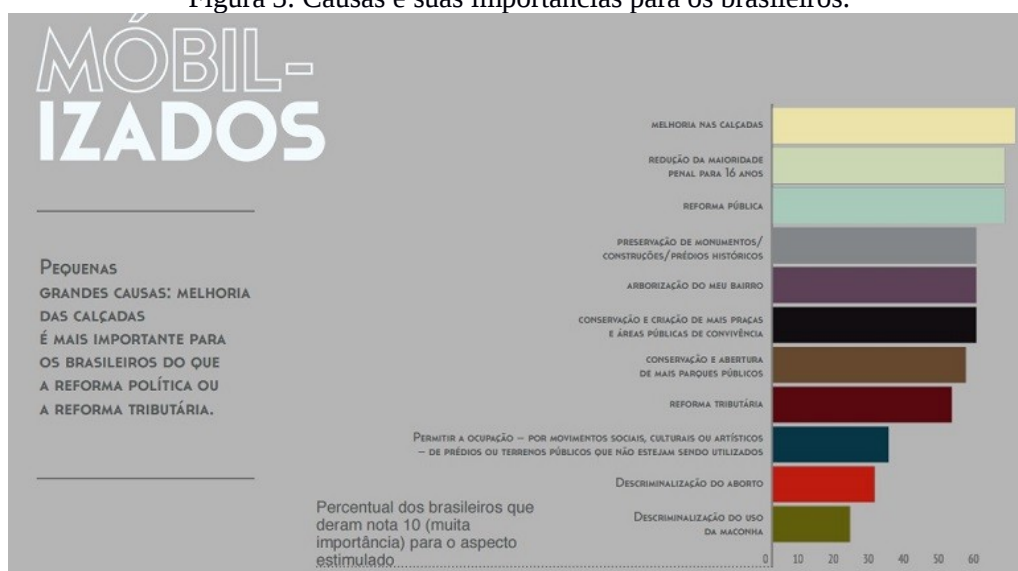 Figura 3. Causas e suas importâncias para os brasileiros.
MÓBIL-
IZADOS
PEQUENAS
GRANDES CAUSAS: MELHORIA
DAS CALÇADAS
É MAIS IMPORTANTE PARA
OS BRASILEIROS DO QUE
A REFORMA POLÍTICA OU
A REFORMA TRIBUTÁRIA.
MELHORIA NAS CALÇADAS
REDUÇÃO DA MAIORIDADE
PENAL PARA 16 ANOS
REFORMA PÚBLICA
PRESERVAÇÃO DE MONUMENTOS/
CONSTRUÇÕES/PRÉDIOS HISTÓRICOS
ARBORIZAÇÃO DO MEU BAIRRO
CONSERVAÇÃO E CRIAÇÃO DE MAIS PRAÇAS
E ÁREAS PÚBLICAS DE CONVIVÊNCIA
CONSERVAÇÃO E ABERTURA
DE MAIS PARQUES PÚBLICOS
REFORMA TRIBUTÁRIA
PERMITIR A OCUPAÇÃO – POR MOVIMENTOS SOCIAIS, CULTURAIS OU ARTÍSTICOS
– DE PRÉDIOS OU TERRENOS PÚBLICOS QUE NÃO ESTEJAM SENDO UTILIZADOS
DESCRIMINALIZAÇÃO DO ABORTO
DESCRIMINALIZAÇÃO DO USO
DA MACONHA
Percentual dos brasileiros que
deram nota 10 (muita
importância) para o aspecto
estimulado
0 10 20 30 40 50 60